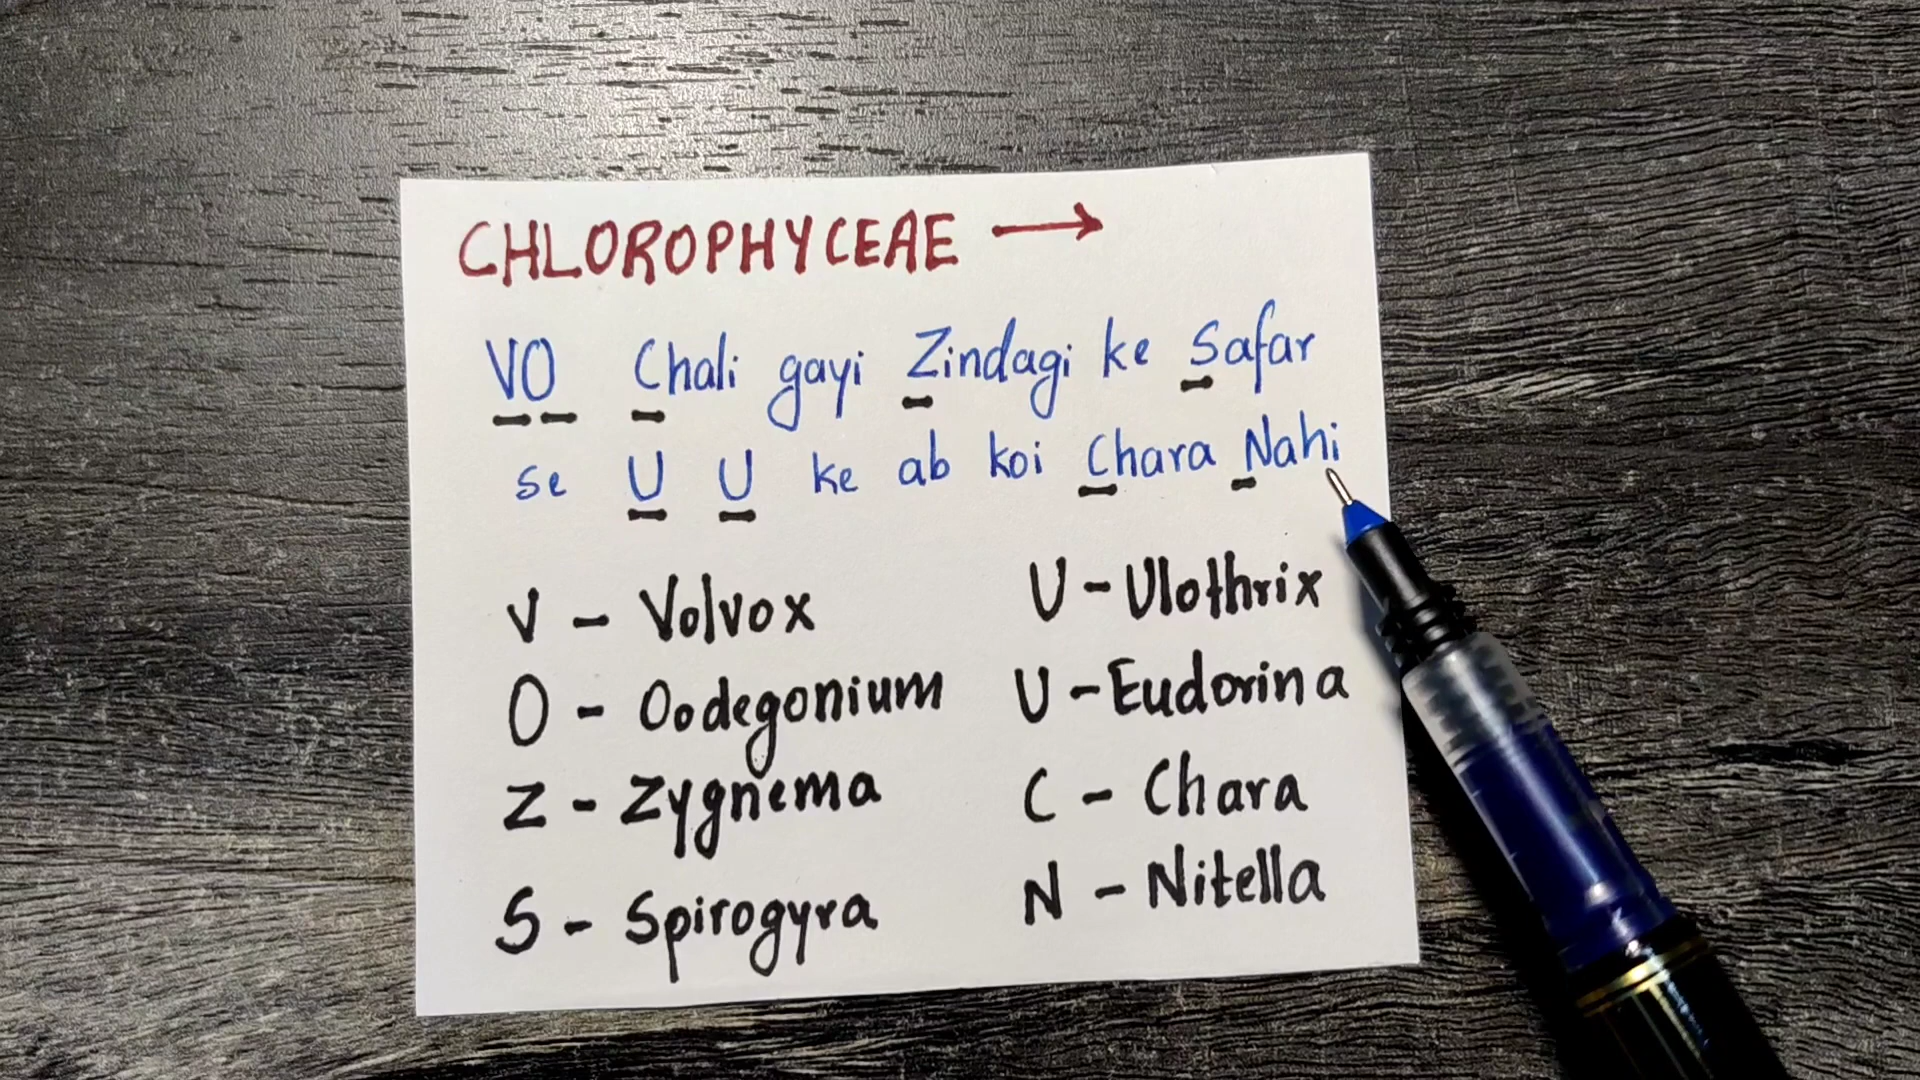 CHLOROPHYCEAE →
VO Chali gayi Zindagi ke Safar
se U U ke ab koi Chara Nahi
V - Volvox
O - Oodegonium
Z - Zygnema
S - Spirogyra
U - Ulothrix
U - Eudorina
C - Chara
N - Nitella